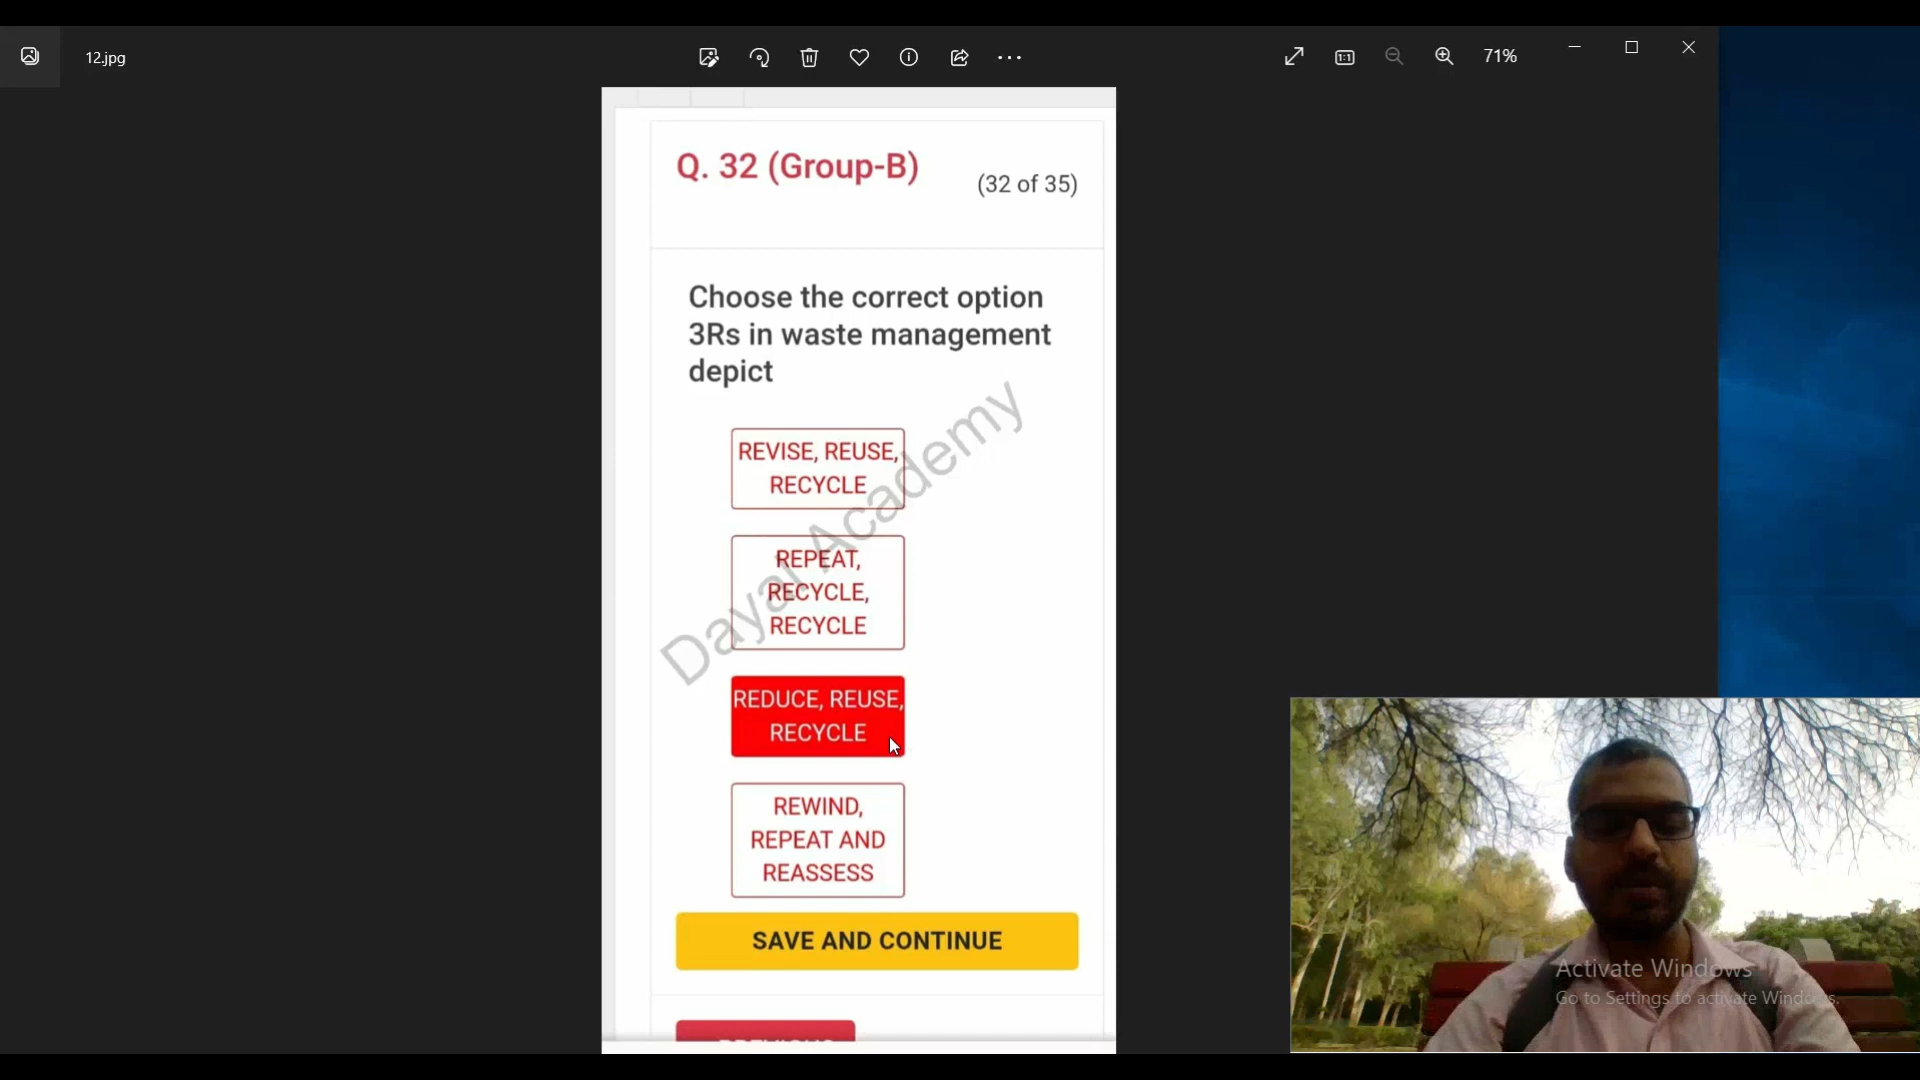 12.jpg
71%
Q. 32 (Group-B)
(32 of 35)
Choose the correct option
3Rs in waste management
depict
REVISE, REUSE,
RECYCLE
REPEAT,
RECYCLE,
RECYCLE
REDUCE, REUSE,
RECYCLE
REWIND,
REPEAT AND
REASSESS
Dayal Academy
SAVE AND CONTINUE
PREVIOUS
Activate Windows
Go to Settings to activate Windows.